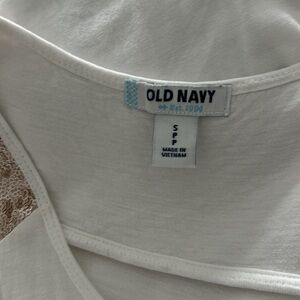 OLD NAVY
Est. 1994
S
P
P
MADE IN
VIETNAM